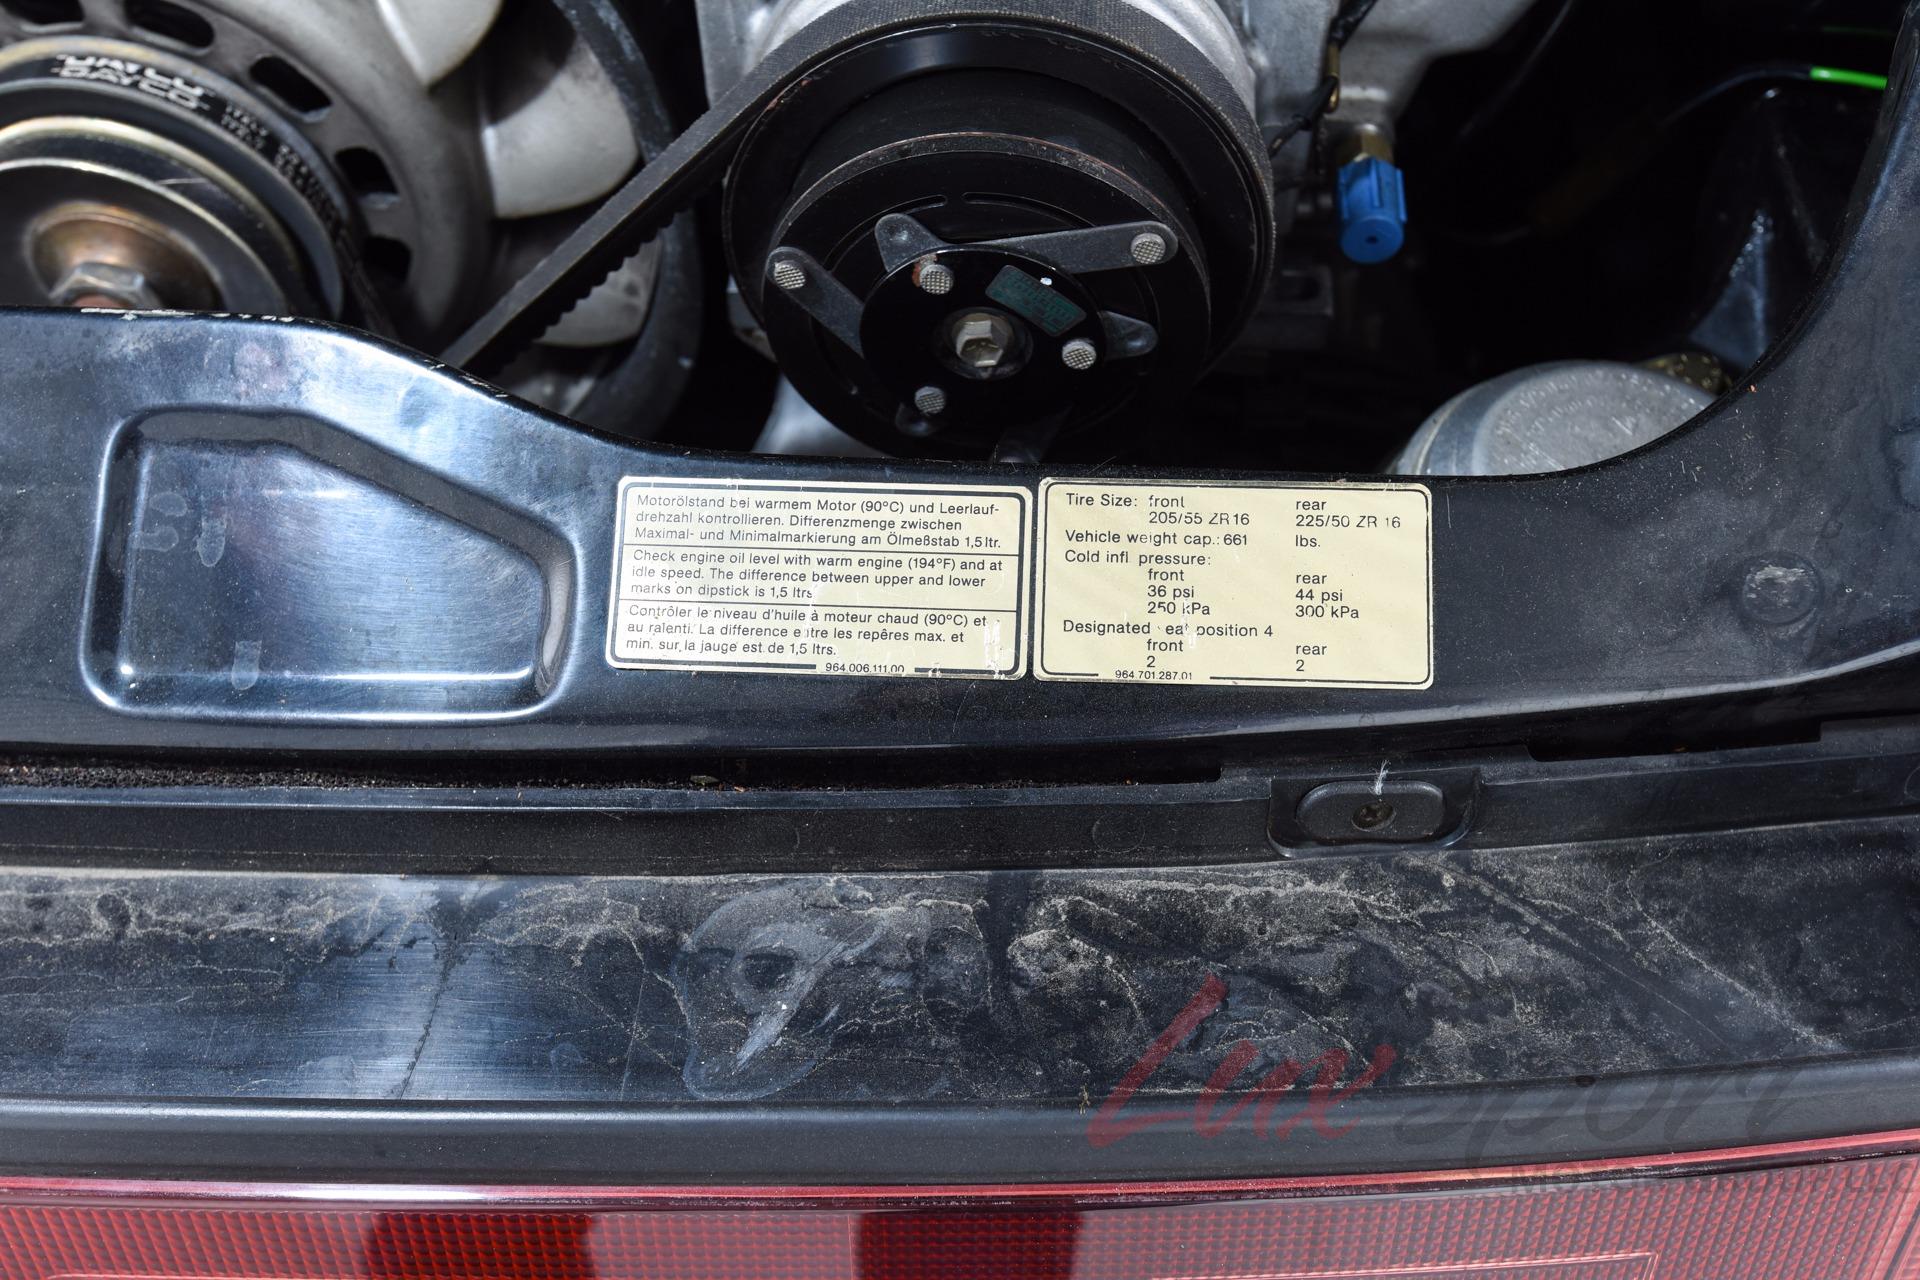 DAYCO
Motorölstand bei warmem Motor (90°C) und Leerlauf-
drehzahl kontrollieren. Differenzmenge zwischen
Maximal- und Minimalmarkierung am Ölmeßstab 1,5 ltr.
Check engine oil level with warm engine (194°F) and at
idle speed. The difference between upper and lower
marks on dipstick is 1,5 ltrs
Contrôler le niveau d'huile à moteur chaud (90°C) et
au ralenti. La difference entre les repêres max. et
min. sur la jauge est de 1,5 ltrs.
964.006.111.00
Tire Size: front rear
205/55 ZR 16 225/50 ZR 16
Vehicle weight cap.: 661 lbs.
Cold infl. pressure:
front rear
36 psi 44 psi
250 kPa 300 kPa
Designated eat position 4
front rear
2 2
964.701.287.01
Lux Sport